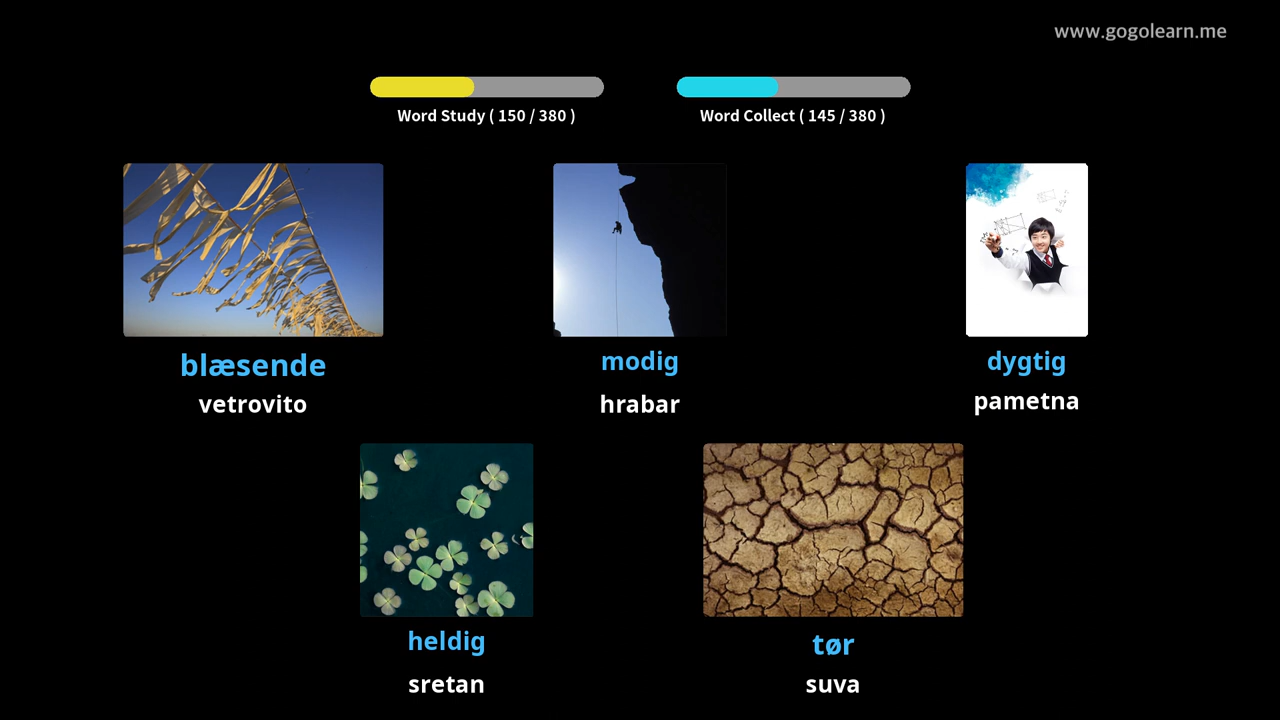 www.gogolearn.me
Word Study ( 150 / 380 )
Word Collect ( 145 / 380 )
blæsende
vetrovito
modig
hrabar
dygtig
pametna
heldig
sretan
tør
suva